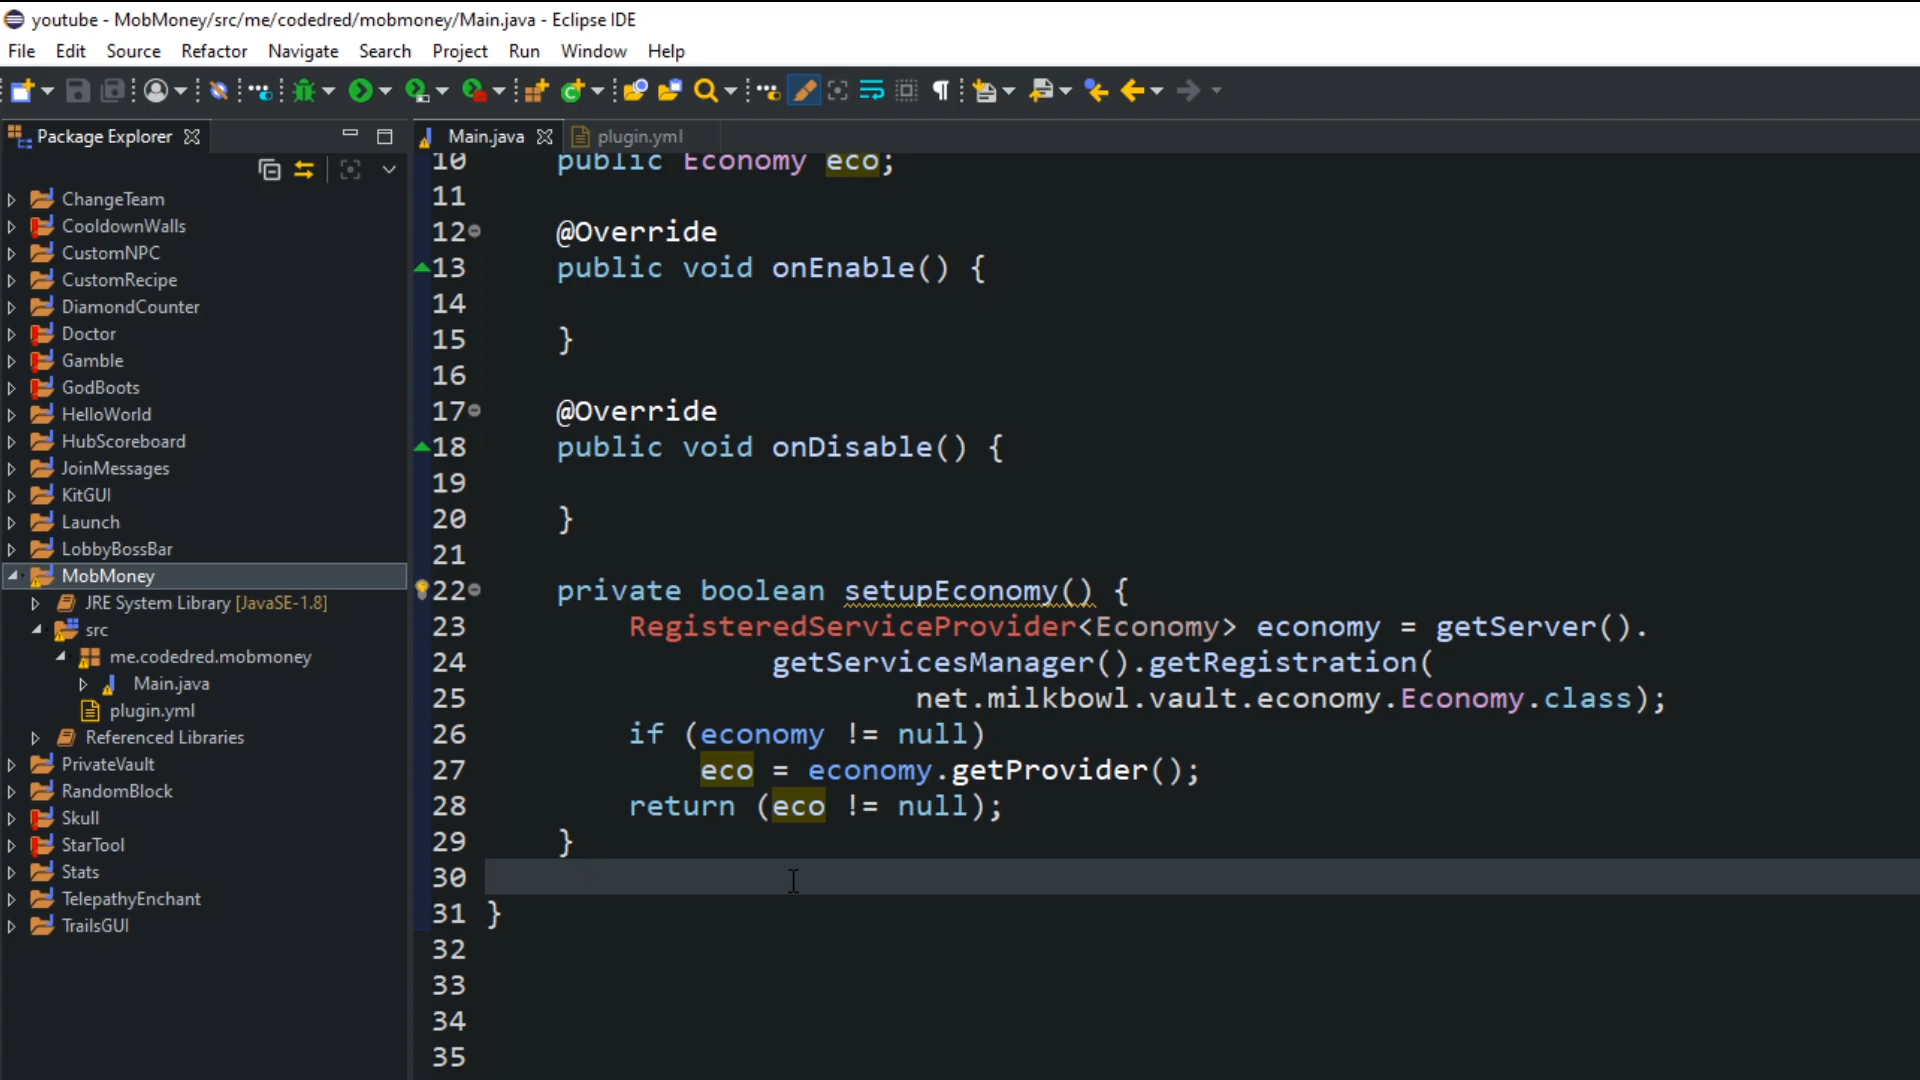 youtube - MobMoney/src/me/codedred/mobmoney/Main.java - Eclipse IDE
File Edit Source Refactor Navigate Search Project Run Window Help
Package Explorer
Main.java plugin.yml
ChangeTeam
CooldownWalls
CustomNPC
CustomRecipe
DiamondCounter
Doctor
Gamble
GodBoots
HelloWorld
HubScoreboard
JoinMessages
KitGUI
Launch
LobbyBossBar
MobMoney
JRE System Library [JavaSE-1.8]
src
me.codedred.mobmoney
Main.java
plugin.yml
Referenced Libraries
PrivateVault
RandomBlock
Skull
StarTool
Stats
TelepathyEnchant
TrailsGUI
10 public Economy eco;
11
12 @Override
13 public void onEnable() {
14
15 }
16
17 @Override
18 public void onDisable() {
19
20 }
21
22 private boolean setupEconomy() {
23 RegisteredServiceProvider<Economy> economy = getServer().
24 getServicesManager().getRegistration(
25 net.milkbowl.vault.economy.Economy.class);
26 if (economy != null)
27 eco = economy.getProvider();
28 return (eco != null);
29 }
30
31 }
32
33
34
35